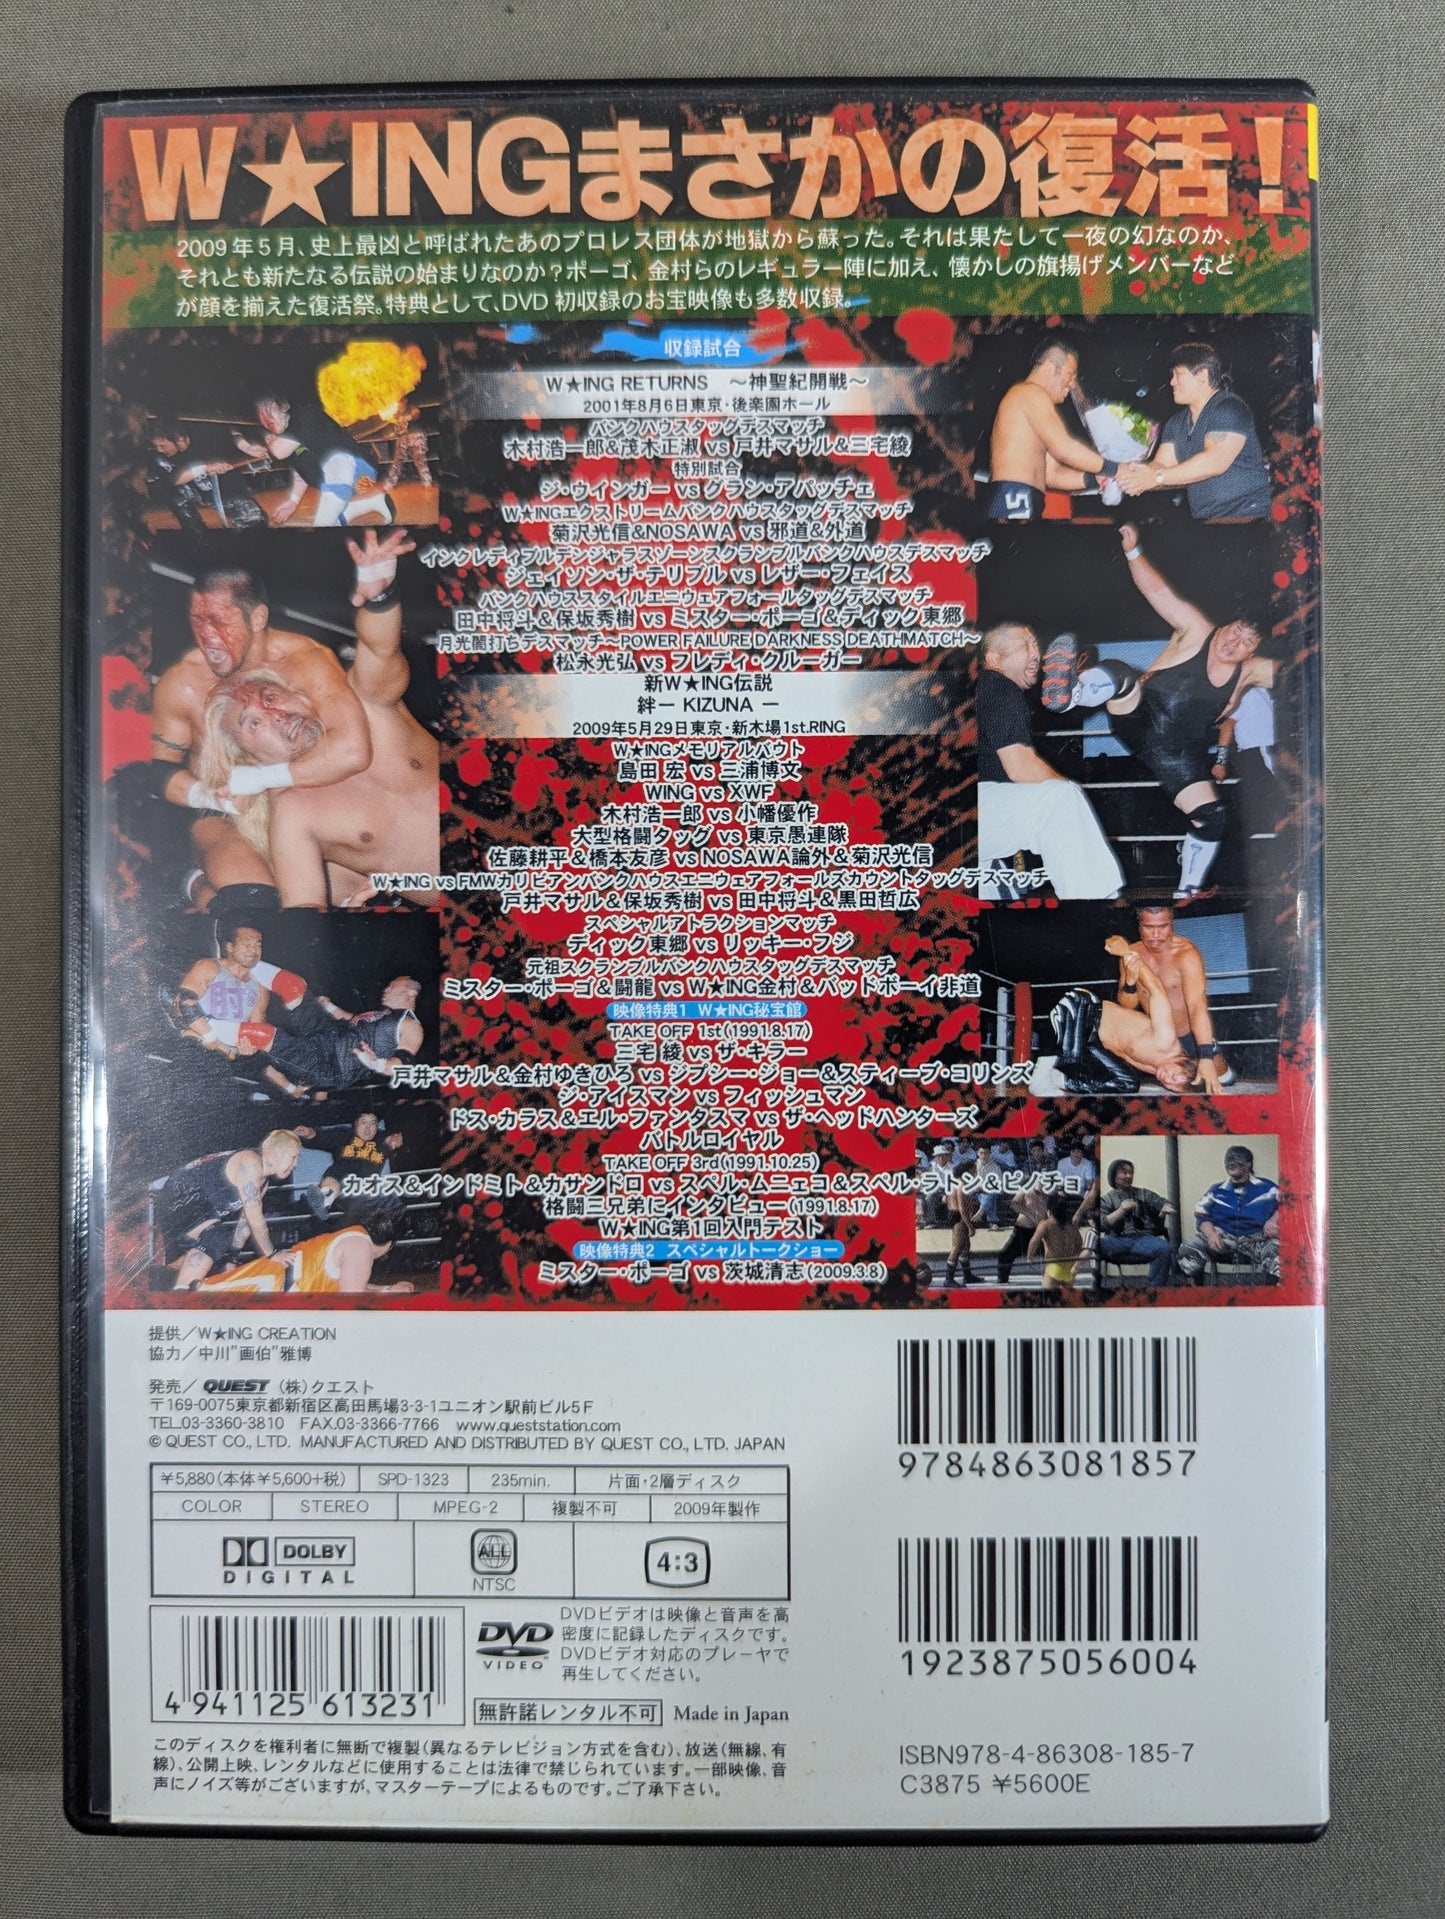 W★INGまさかの復活!
2009年5月、史上最凶と呼ばれたあのプロレス団体が地獄から蘇った。それは果たして一夜の幻なのか、
それとも新たなる伝説の始まりなのか?ポーゴ、金村らのレギュラー陣に加え、懐かしの旗揚げメンバーなど
が顔を揃えた復活祭。特典として、DVD初収録のお宝映像も多数収録。
収録試合
W★ING RETURNS ～神聖紀開戦～
2001年8月6日東京・後楽園ホール
バンクハウスタッグデスマッチ
木村浩一郎&茂木正淑 vs 戸井マサル&三宅綾
特別試合
ジ・ウインガー vs グラン・アパッチェ
W★INGエクストリームバンクハウスタッグデスマッチ
菊沢光信&NOSAWA vs 邪道&外道
インクレディブルデンジャラスゾーンスクランブルバンクハウスデスマッチ
ジェイソン・ザ・テリブル vs レザー・フェイス
バンクハウススタイルエニウェアフォールタッグデスマッチ
田中将斗&保坂秀樹 vs ミスター・ポーゴ&ディック東郷
月光闇打ちデスマッチ～POWER FAILURE DARKNESS DEATHMATCH～
松永光弘 vs フレディ・クルーガー
新W★ING伝説
絆ー KIZUNA ー
2009年5月29日東京・新木場1st.RING
W★INGメモリアルバウト
島田 宏 vs 三浦博文
WING vs XWF
木村浩一郎 vs 小幡優作
大型格闘タッグ vs 東京愚連隊
佐藤耕平&橋本友彦 vs NOSAWA論外&菊沢光信
W★ING vs FMWカリビアンバンクハウスエニウェアフォールズカウントタッグデスマッチ
戸井マサル&保坂秀樹 vs 田中将斗&黒田哲広
スペシャルアトラクションマッチ
ディック東郷 vs リッキー・フジ
元祖スクランブルバンクハウスタッグデスマッチ
ミスター・ポーゴ&闘龍 vs W★ING金村&バッドボーイ非道
映像特典1 W★ING秘宝館
TAKE OFF 1st(1991.8.17)
三宅 綾 vs ザ・キラー
戸井マサル&金村ゆきひろ vs ジプシー・ジョー&スティーブ・コリンズ
ジ・アイスマン vs フィッシュマン
ドス・カラス&エル・ファンタスマ vs ザ・ヘッドハンターズ
バトルロイヤル
TAKE OFF 3rd(1991.10.25)
カオス&インドミト&カサンドロ vs スペル・ムニェコ&スペル・ラトン&ピノチョ
格闘三兄弟にインタビュー(1991.8.17)
W★ING第1回入門テスト
映像特典2 スペシャルトークショー
ミスター・ポーゴ vs 茨城清志(2009.3.8)
提供／W★ING CREATION
協力／中川"画伯"雅博
発売／ QUEST (株)クエスト
〒169-0075東京都新宿区高田馬場3-3-1ユニオン駅前ビル5F
TEL.03-3360-3810 FAX.03-3366-7766 www.queststation.com
© QUEST CO., LTD. MANUFACTURED AND DISTRIBUTED BY QUEST CO., LTD. JAPAN
¥5,880(本体¥5,600+税) SPD-1323 235min. 片面・2層ディスク
COLOR STEREO MPEG-2 複製不可 2009年製作
DOLBY
DIGITAL
ALL
NTSC
4:3
4 941125 613231
DVD
VIDEO
DVDビデオは映像と音声を高
密度に記録したディスクです。
DVDビデオ対応のプレーヤで
再生してください。
無許諾レンタル不可 Made in Japan
このディスクを権利者に無断で複製(異なるテレビジョン方式を含む)、放送(無線、有
線)、公開上映、レンタルなどに使用することは法律で禁じられています。一部映像、音
声にノイズ等がございますが、マスターテープによるものです。ご了承下さい。
9784863081857
1923875056004
ISBN978-4-86308-185-7
C3875 ¥5600E